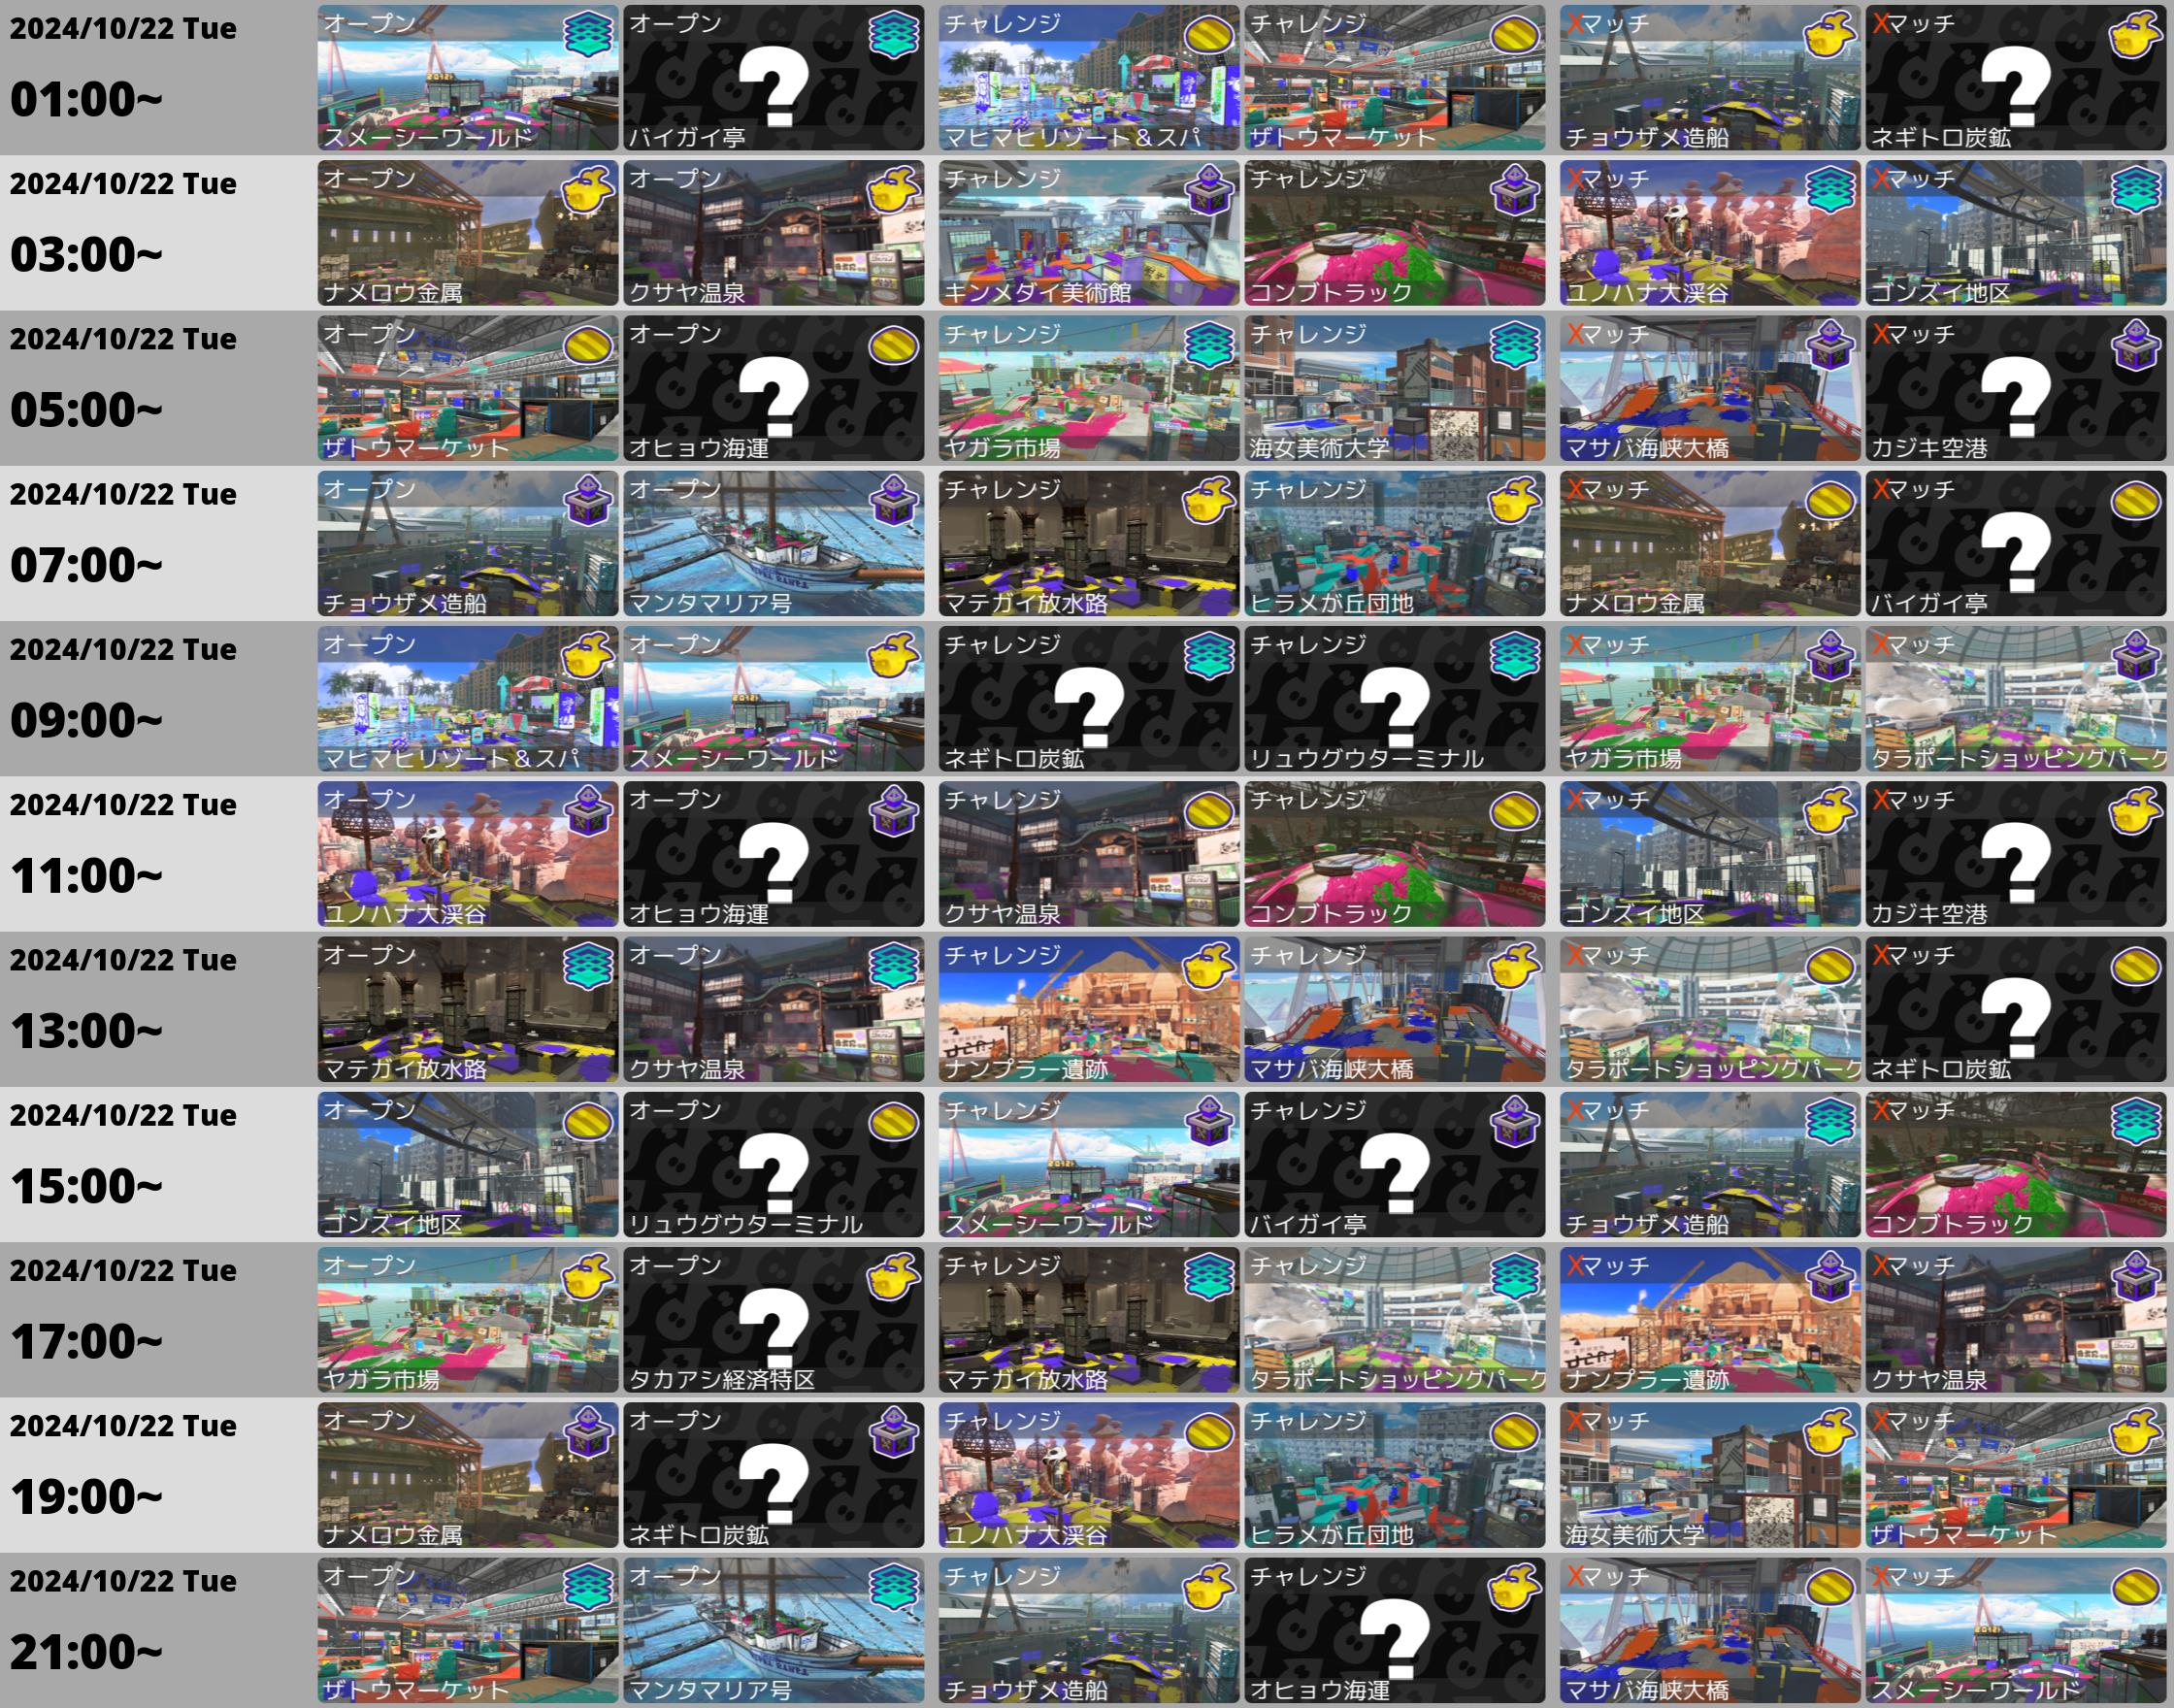 2024/10/22 Tue
01:00~
オープン
スメーシーワールド
オープン
バイガイ亭
チャレンジ
マヒマヒリゾート＆スパ
チャレンジ
ザトウマーケット
Xマッチ
チョウザメ造船
Xマッチ
ネギトロ炭鉱
2024/10/22 Tue
03:00~
オープン
ナメロウ金属
オープン
クサヤ温泉
チャレンジ
キンメダイ美術館
チャレンジ
コンブトラック
Xマッチ
ユノハナ大渓谷
Xマッチ
ゴンズイ地区
2024/10/22 Tue
05:00~
オープン
ザトウマーケット
オープン
オヒョウ海運
チャレンジ
ヤガラ市場
チャレンジ
海女美術大学
Xマッチ
マサバ海峡大橋
Xマッチ
カジキ空港
2024/10/22 Tue
07:00~
オープン
チョウザメ造船
オープン
マンタマリア号
チャレンジ
マテガイ放水路
チャレンジ
ヒラメが丘団地
Xマッチ
ナメロウ金属
Xマッチ
バイガイ亭
2024/10/22 Tue
09:00~
オープン
マヒマヒリゾート＆スパ
オープン
スメーシーワールド
チャレンジ
ネギトロ炭鉱
チャレンジ
リュウグウターミナル
Xマッチ
ヤガラ市場
Xマッチ
タラポートショッピングパーク
2024/10/22 Tue
11:00~
オープン
ユノハナ大渓谷
オープン
オヒョウ海運
チャレンジ
クサヤ温泉
チャレンジ
コンブトラック
Xマッチ
ゴンズイ地区
Xマッチ
カジキ空港
2024/10/22 Tue
13:00~
オープン
マテガイ放水路
オープン
クサヤ温泉
チャレンジ
ナンプラー遺跡
チャレンジ
マサバ海峡大橋
Xマッチ
タラポートショッピングパーク
Xマッチ
ネギトロ炭鉱
2024/10/22 Tue
15:00~
オープン
ゴンズイ地区
オープン
リュウグウターミナル
チャレンジ
スメーシーワールド
チャレンジ
バイガイ亭
Xマッチ
チョウザメ造船
Xマッチ
コンブトラック
2024/10/22 Tue
17:00~
オープン
ヤガラ市場
オープン
タカアシ経済特区
チャレンジ
マテガイ放水路
チャレンジ
タラポートショッピングパーク
Xマッチ
ナンプラー遺跡
Xマッチ
クサヤ温泉
2024/10/22 Tue
19:00~
オープン
ナメロウ金属
オープン
ネギトロ炭鉱
チャレンジ
ユノハナ大渓谷
チャレンジ
ヒラメが丘団地
Xマッチ
海女美術大学
Xマッチ
ザトウマーケット
2024/10/22 Tue
21:00~
オープン
ザトウマーケット
オープン
マンタマリア号
チャレンジ
チョウザメ造船
チャレンジ
オヒョウ海運
Xマッチ
マサバ海峡大橋
Xマッチ
スメーシーワールド